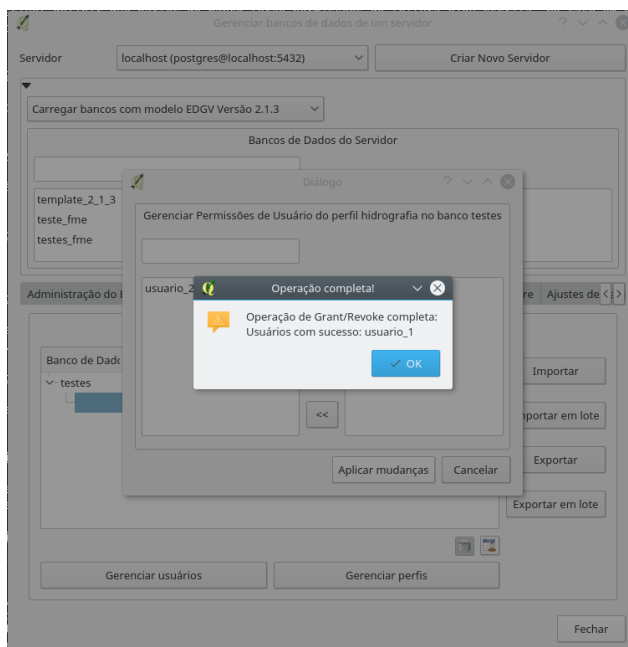 Gerenciar bancos de dados de um servidor
Servidor
localhost (postgres@localhost:5432)
Criar Novo Servidor
Carregar bancos com modelo EDGV Versão 2.1.3
Bancos de Dados do Servidor
template_2_1_3
teste_fme
testes_fme
Diálogo
Gerenciar Permissões de Usuário do perfil hidrografia no banco testes
usuario_2
Operação completa!
Operação de Grant/Revoke completa:
Usuários com sucesso: usuario_1
OK
<<
Aplicar mudanças
Cancelar
Administração do
Ajustes de
Banco de Dado
testes
Importar
portar em lote
Exportar
Exportar em lote
Gerenciar usuários
Gerenciar perfis
Fechar